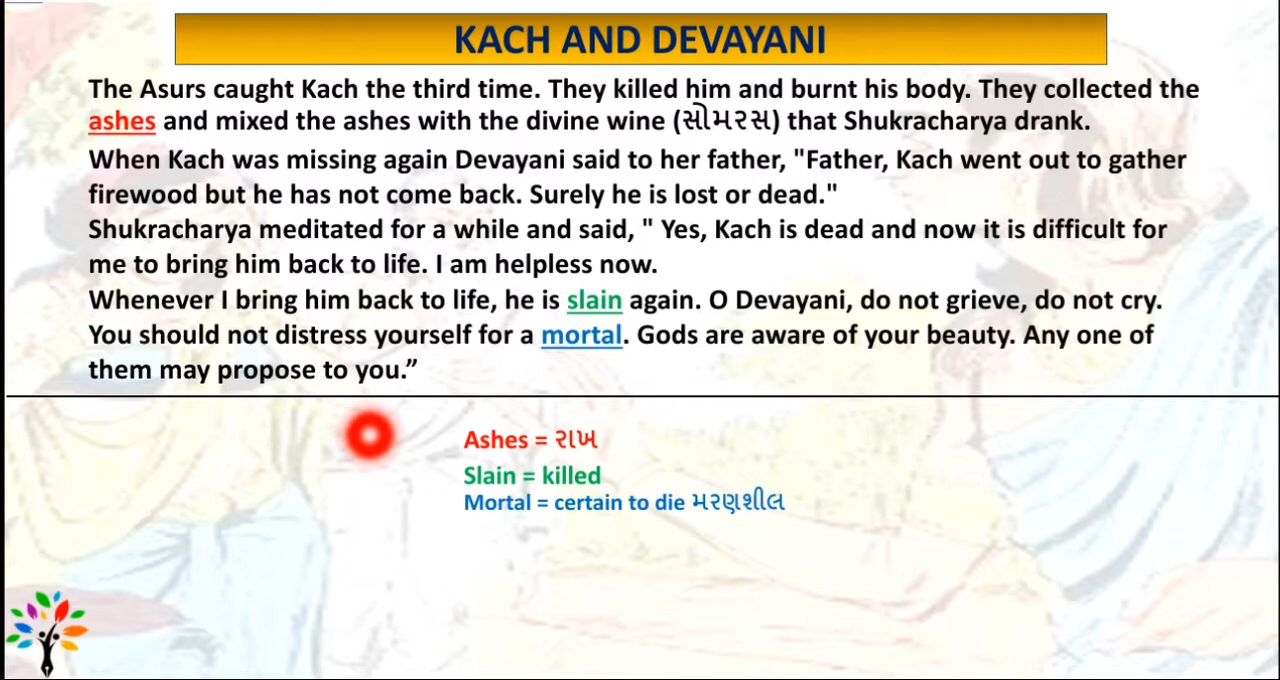 KACH AND DEVAYANI
The Asurs caught Kach the third time. They killed him and burnt his body. They collected the
ashes and mixed the ashes with the divine wine (સોમરસ) that Shukracharya drank.
When Kach was missing again Devayani said to her father, "Father, Kach went out to gather
firewood but he has not come back. Surely he is lost or dead."
Shukracharya meditated for a while and said, " Yes, Kach is dead and now it is difficult for
me to bring him back to life. I am helpless now.
Whenever I bring him back to life, he is slain again. O Devayani, do not grieve, do not cry.
You should not distress yourself for a mortal. Gods are aware of your beauty. Any one of
them may propose to you.”
Ashes = રાખ
Slain = killed
Mortal = certain to die મરણશીલ